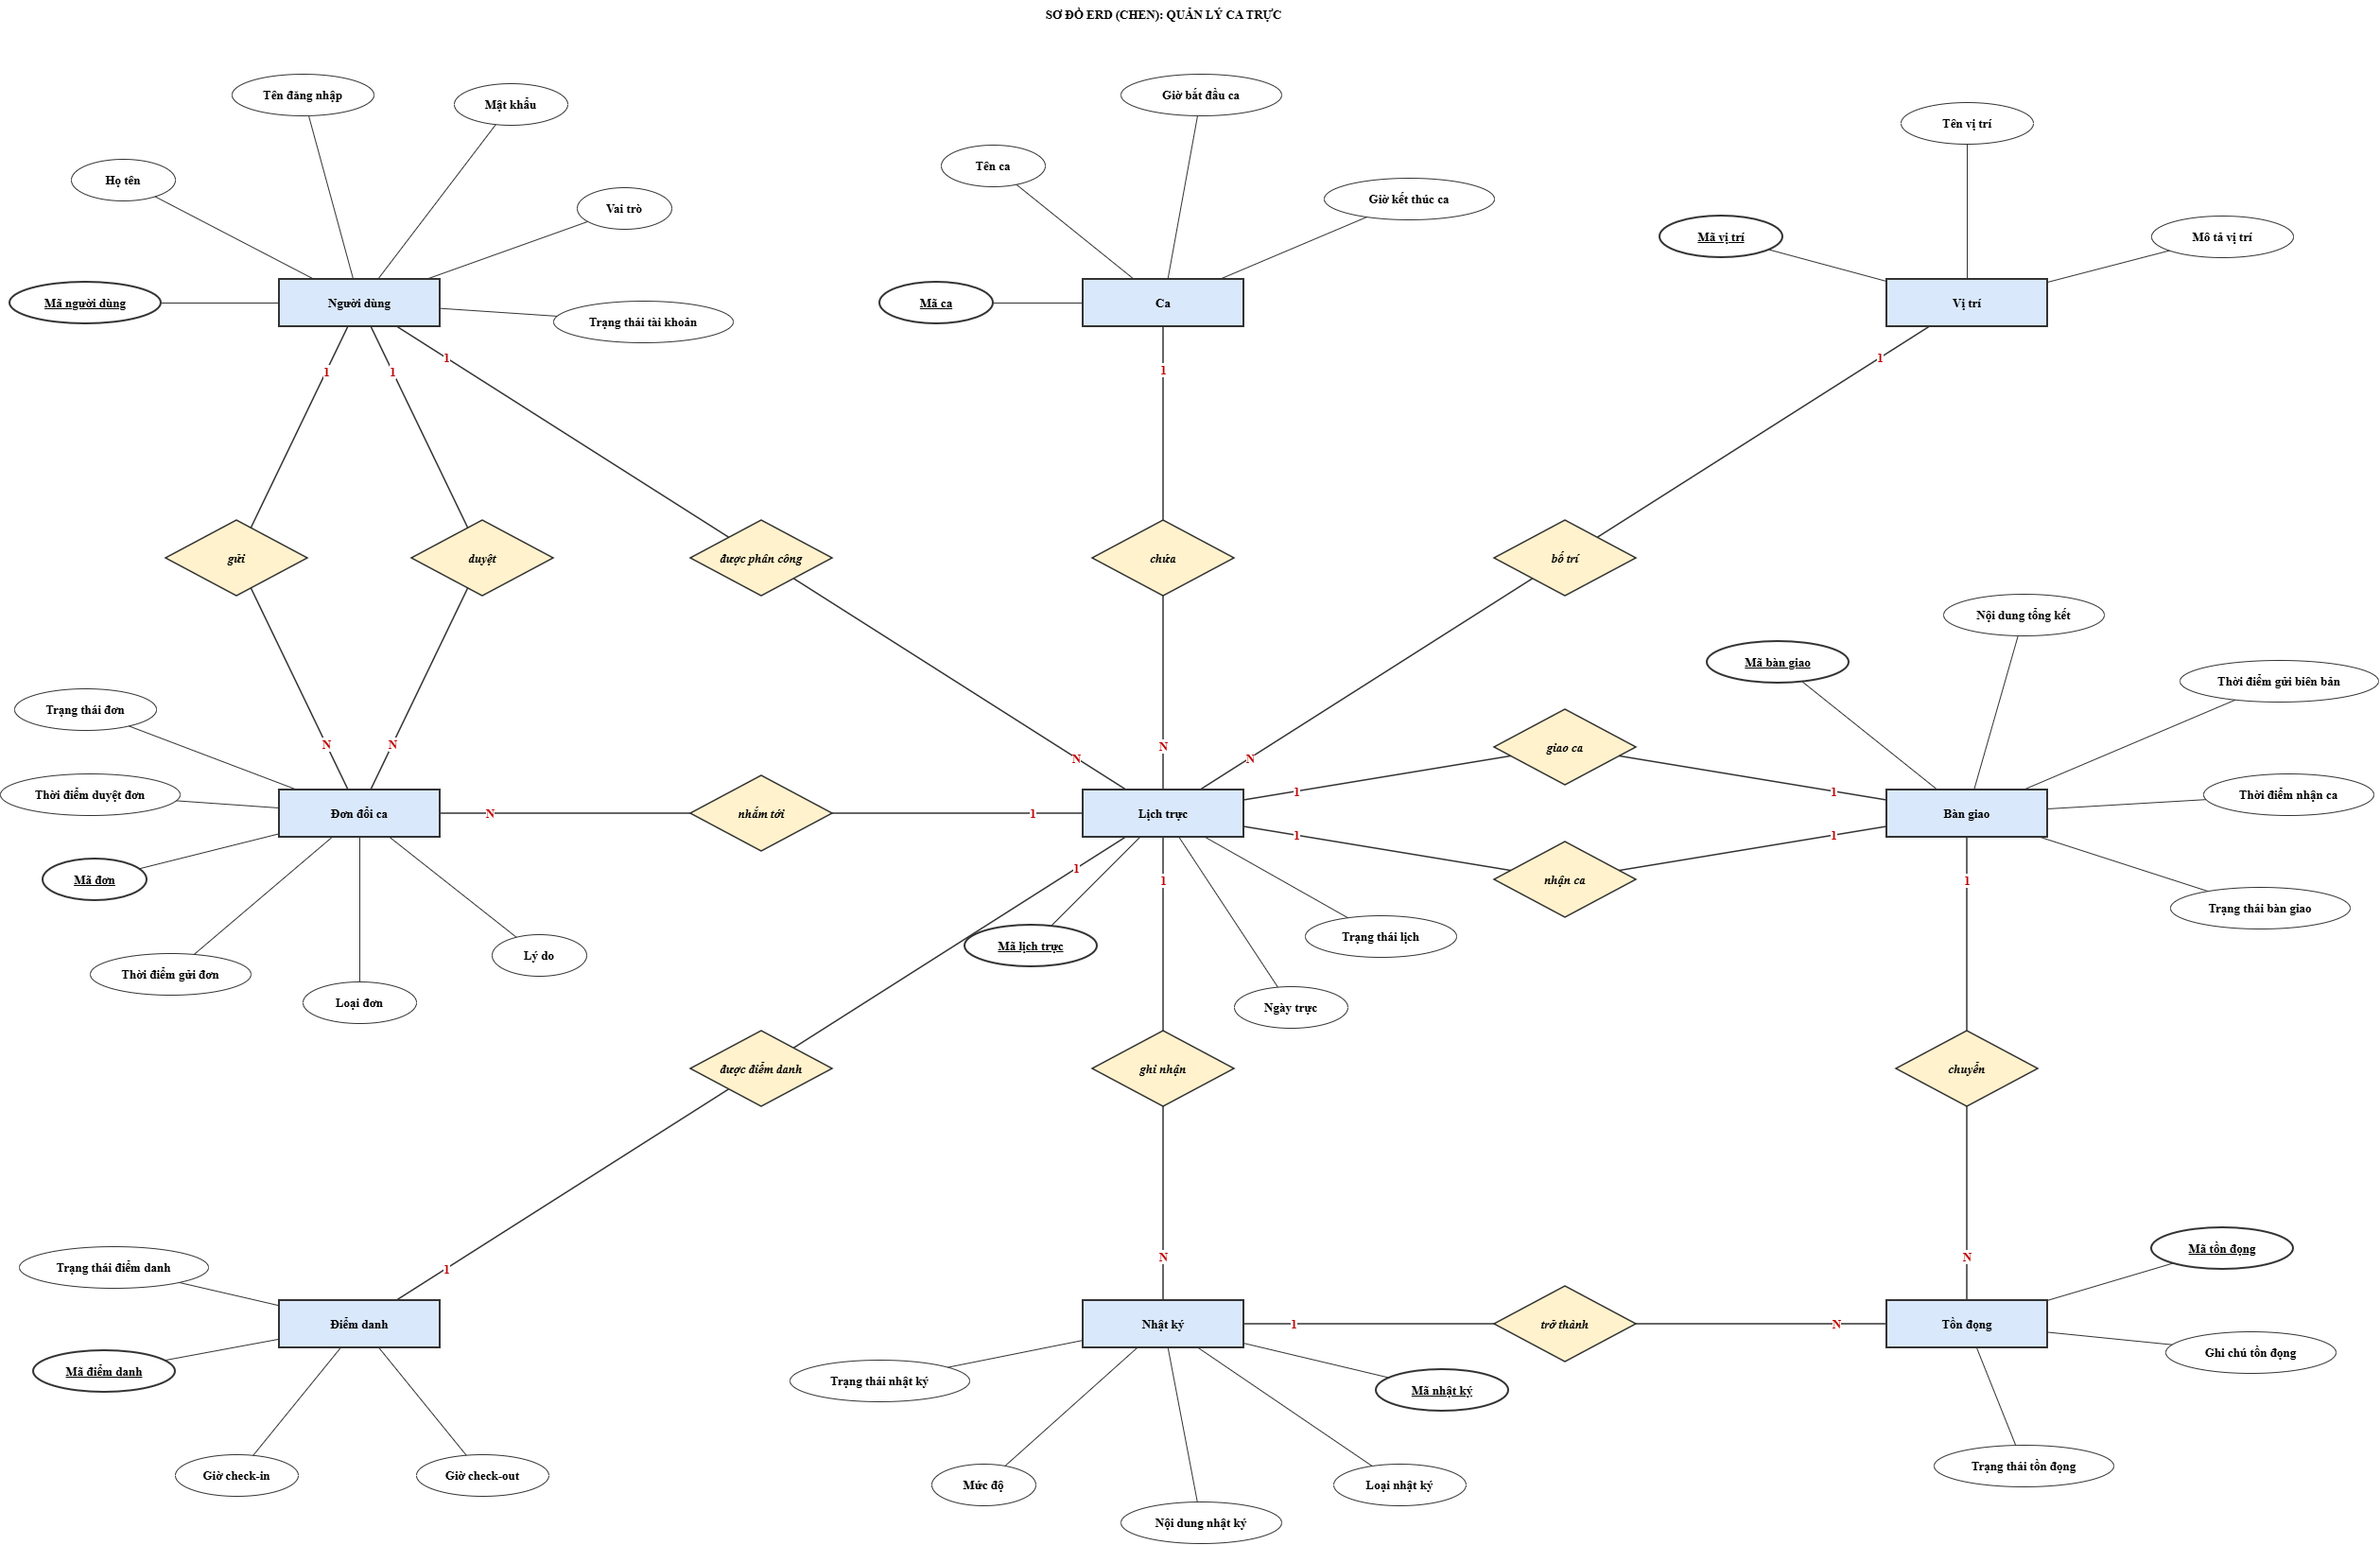 SƠ ĐỒ ERD (CHEN): QUẢN LÝ CA TRỰC
Tên đăng nhập
Mật khẩu
Họ tên
Vai trò
Mã người dùng
Người dùng
Trạng thái tài khoản
Giờ bắt đầu ca
Tên ca
Giờ kết thúc ca
Mã ca
Ca
Tên vị trí
Mã vị trí
Mô tả vị trí
Vị trí
1
1
1
1
1
gửi
duyệt
được phân công
chứa
bố trí
N
N
N
N
N
Trạng thái đơn
Thời điểm duyệt đơn
Đơn đổi ca
Mã đơn
Thời điểm gửi đơn
Loại đơn
Lý do
N
nhắm tới
1
Lịch trực
Mã lịch trực
Trạng thái lịch
Ngày trực
1
giao ca
1
1
nhận ca
1
Nội dung tổng kết
Mã bàn giao
Thời điểm gửi biên bản
Thời điểm nhận ca
Bàn giao
Trạng thái bàn giao
1
1
1
được điểm danh
ghi nhận
chuyển
1
N
N
Trạng thái điểm danh
Điểm danh
Mã điểm danh
Giờ check-in
Giờ check-out
Nhật ký
1
trở thành
N
Trạng thái nhật ký
Mã nhật ký
Mức độ
Loại nhật ký
Nội dung nhật ký
Mã tồn đọng
Tồn đọng
Ghi chú tồn đọng
Trạng thái tồn đọng